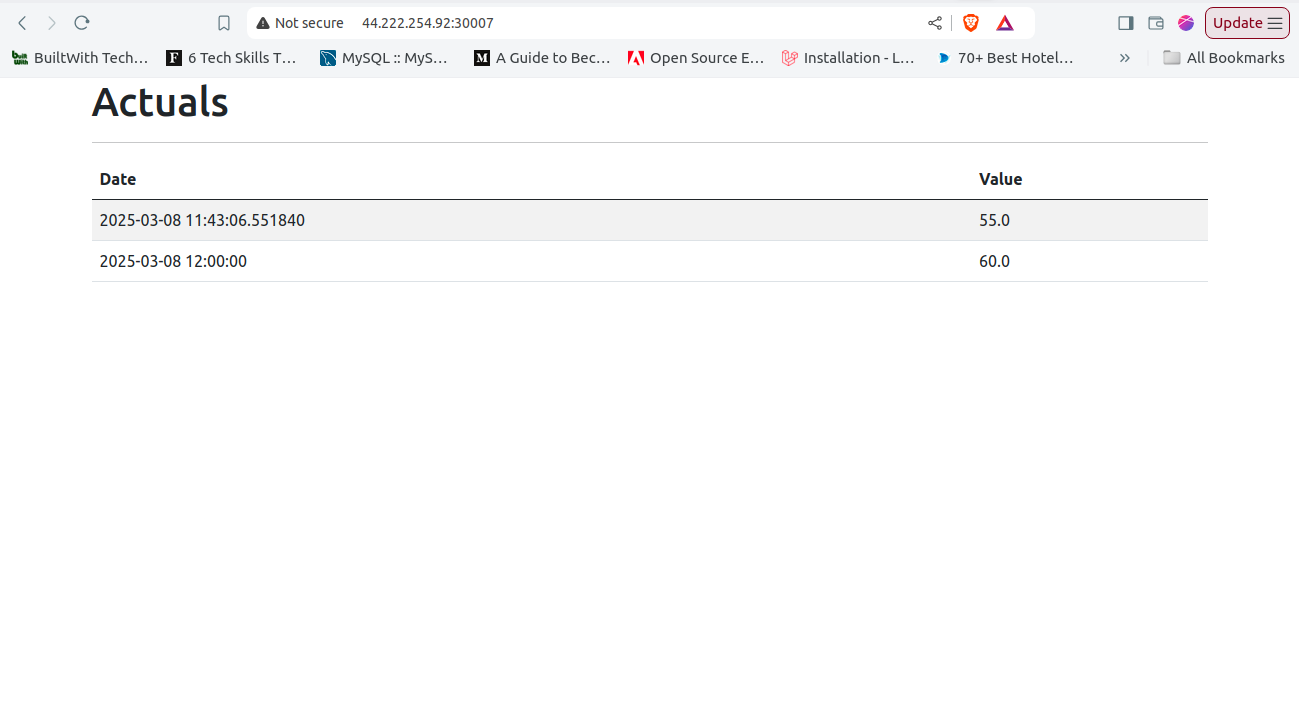 Not secure 44.222.254.92:30007 Update
BuiltWith Tech… 6 Tech Skills T… MySQL :: MyS… A Guide to Bec… Open Source E… Installation - L… 70+ Best Hotel… » All Bookmarks
Actuals
Date Value
2025-03-08 11:43:06.551840 55.0
2025-03-08 12:00:00 60.0